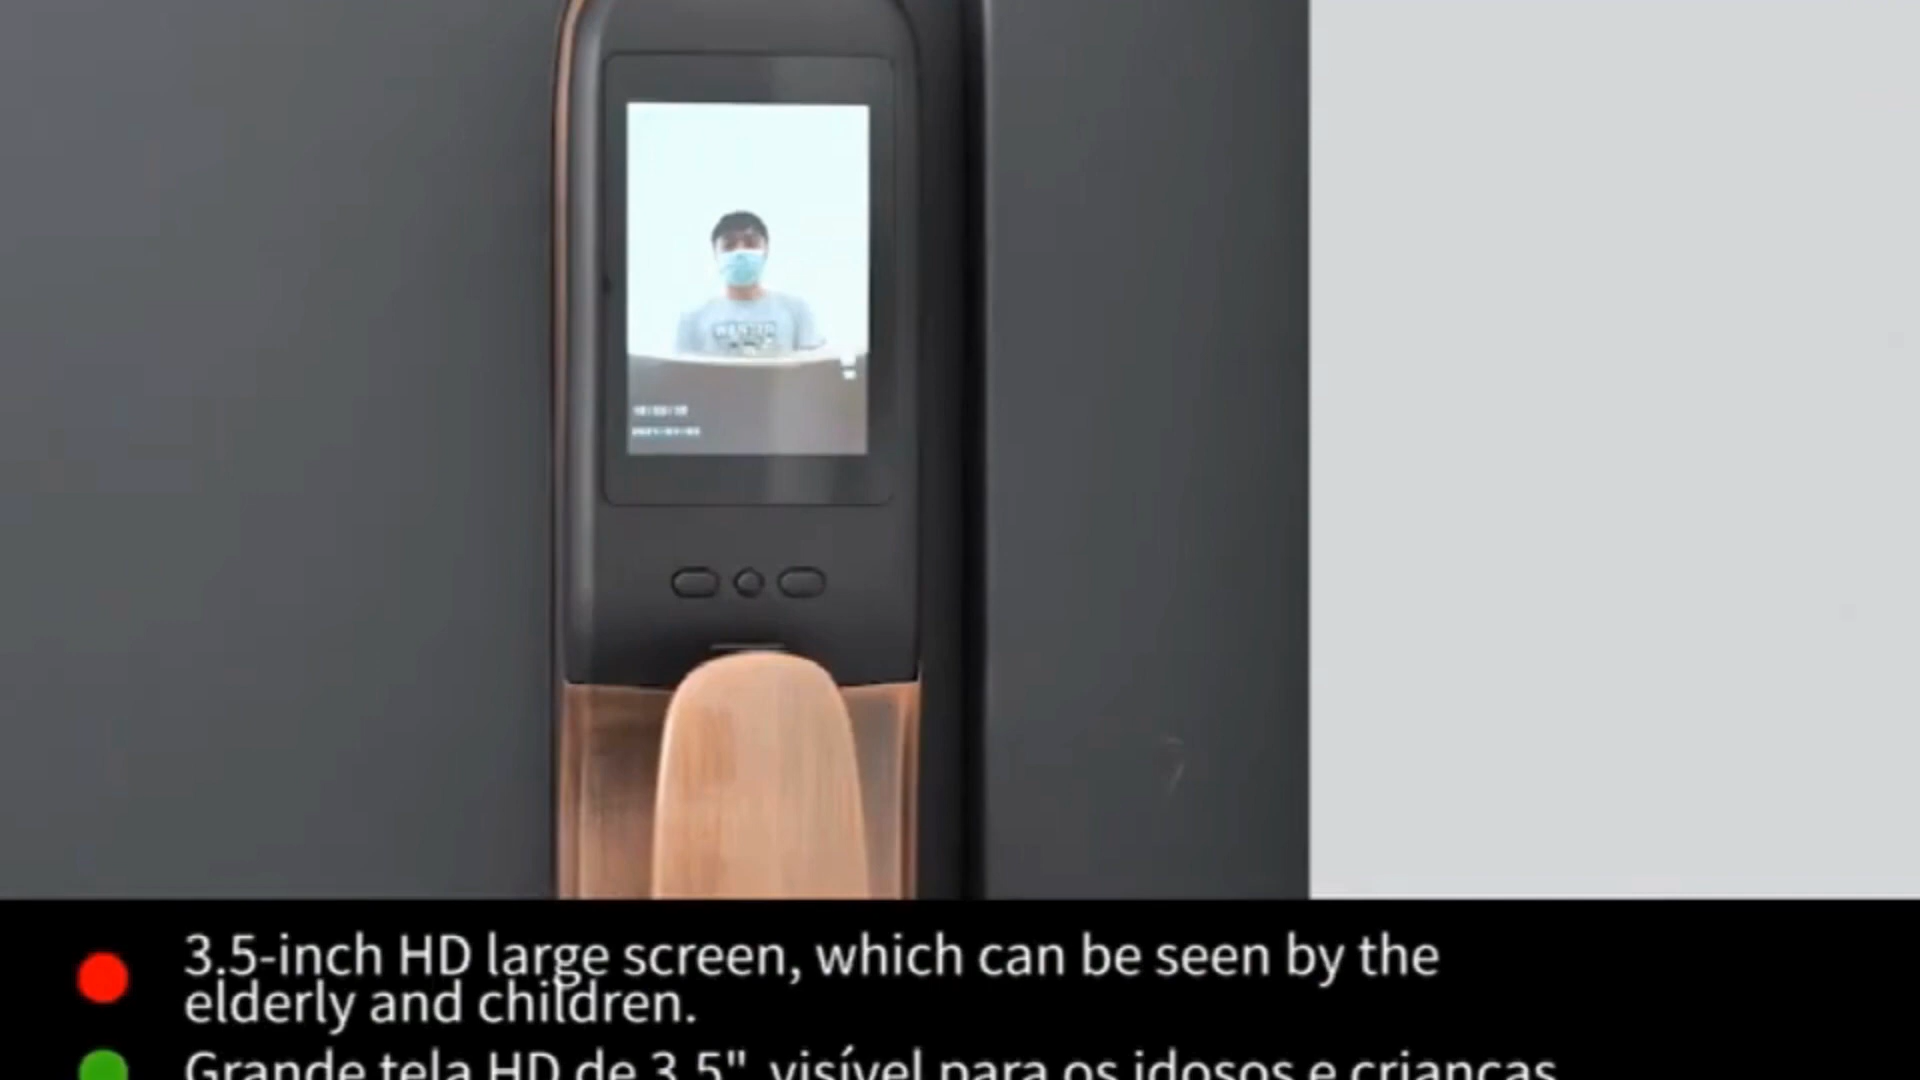 WANTED
3.5-inch HD large screen, which can be seen by the
elderly and children.
Grande tela HD de 3.5", visível para os idosos e crianças